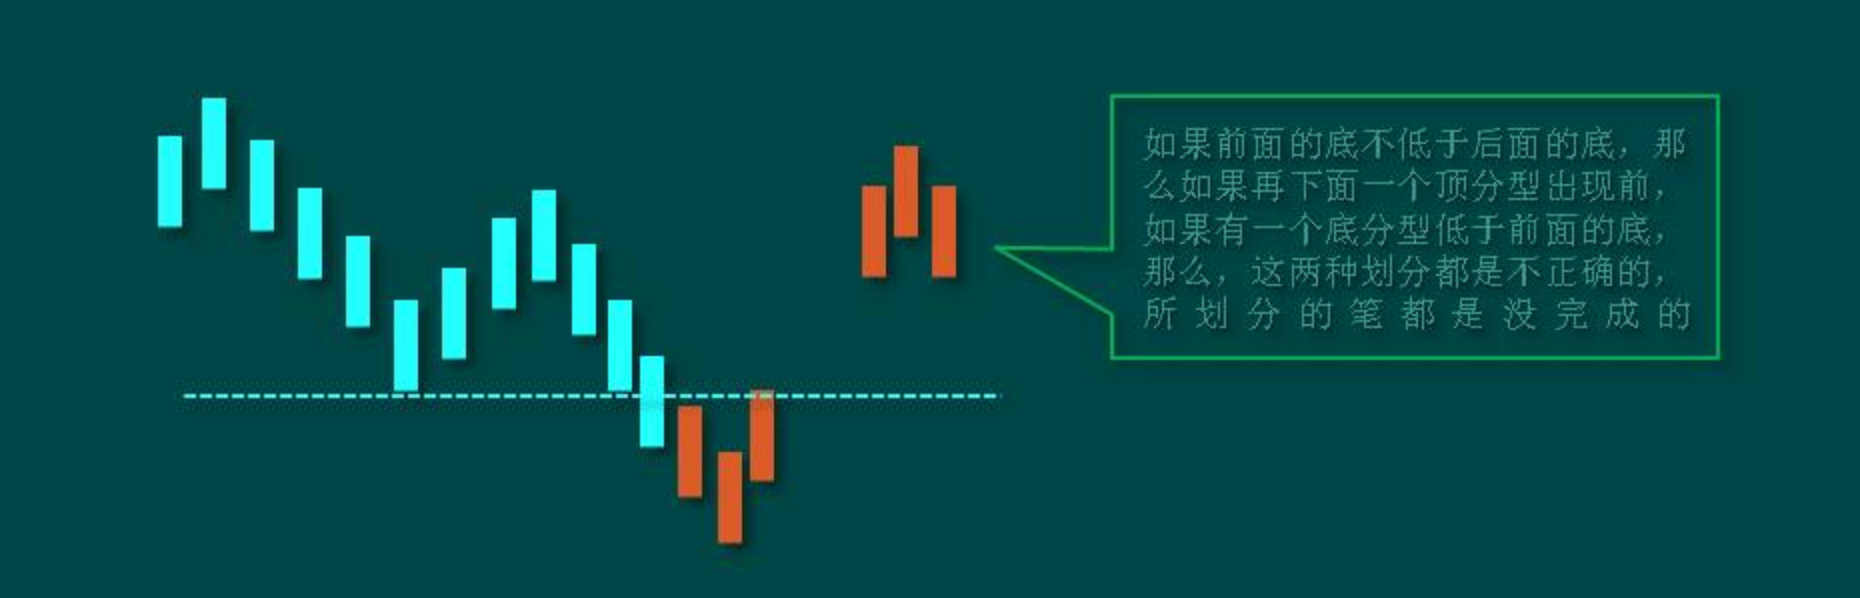 如果前面的底不低于后面的底，那
么如果再下面一个顶分型出现前，
如果有一个底分型低于前面的底，
那么，这两种划分都是不正确的，
所划分的笔都是没完成的